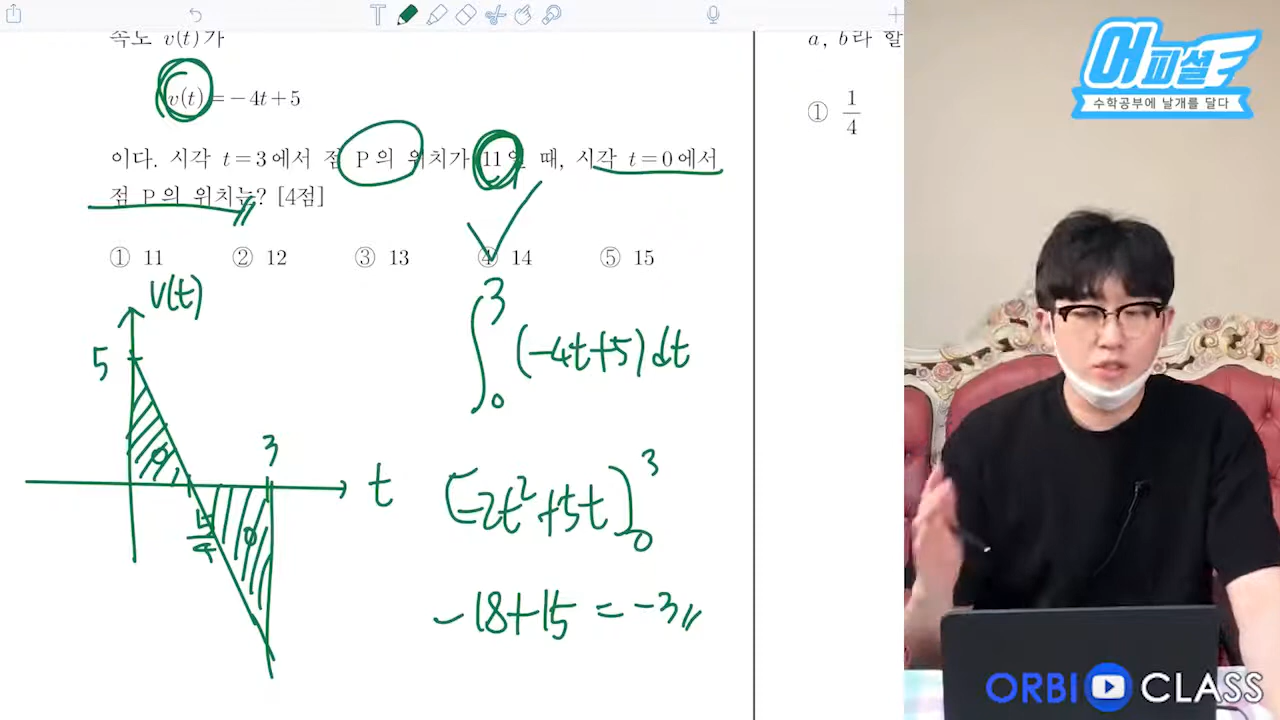 속도 v(t)가
v(t)=−4t+5
이다. 시각 t=3에서 점 P의 위치가 11일 때, 시각 t=0에서
점 P의 위치는? [4점]
① 11 ② 12 ③ 13 ④ 14 ⑤ 15
v(t)
5
3
t
5/4
∫₀³ (−4t+5)dt
[−2t²+5t]₀³
−18+15 = −3
a, b라 할
① 1/4
어피셜
수학공부에 날개를 달다
ORBI CLASS